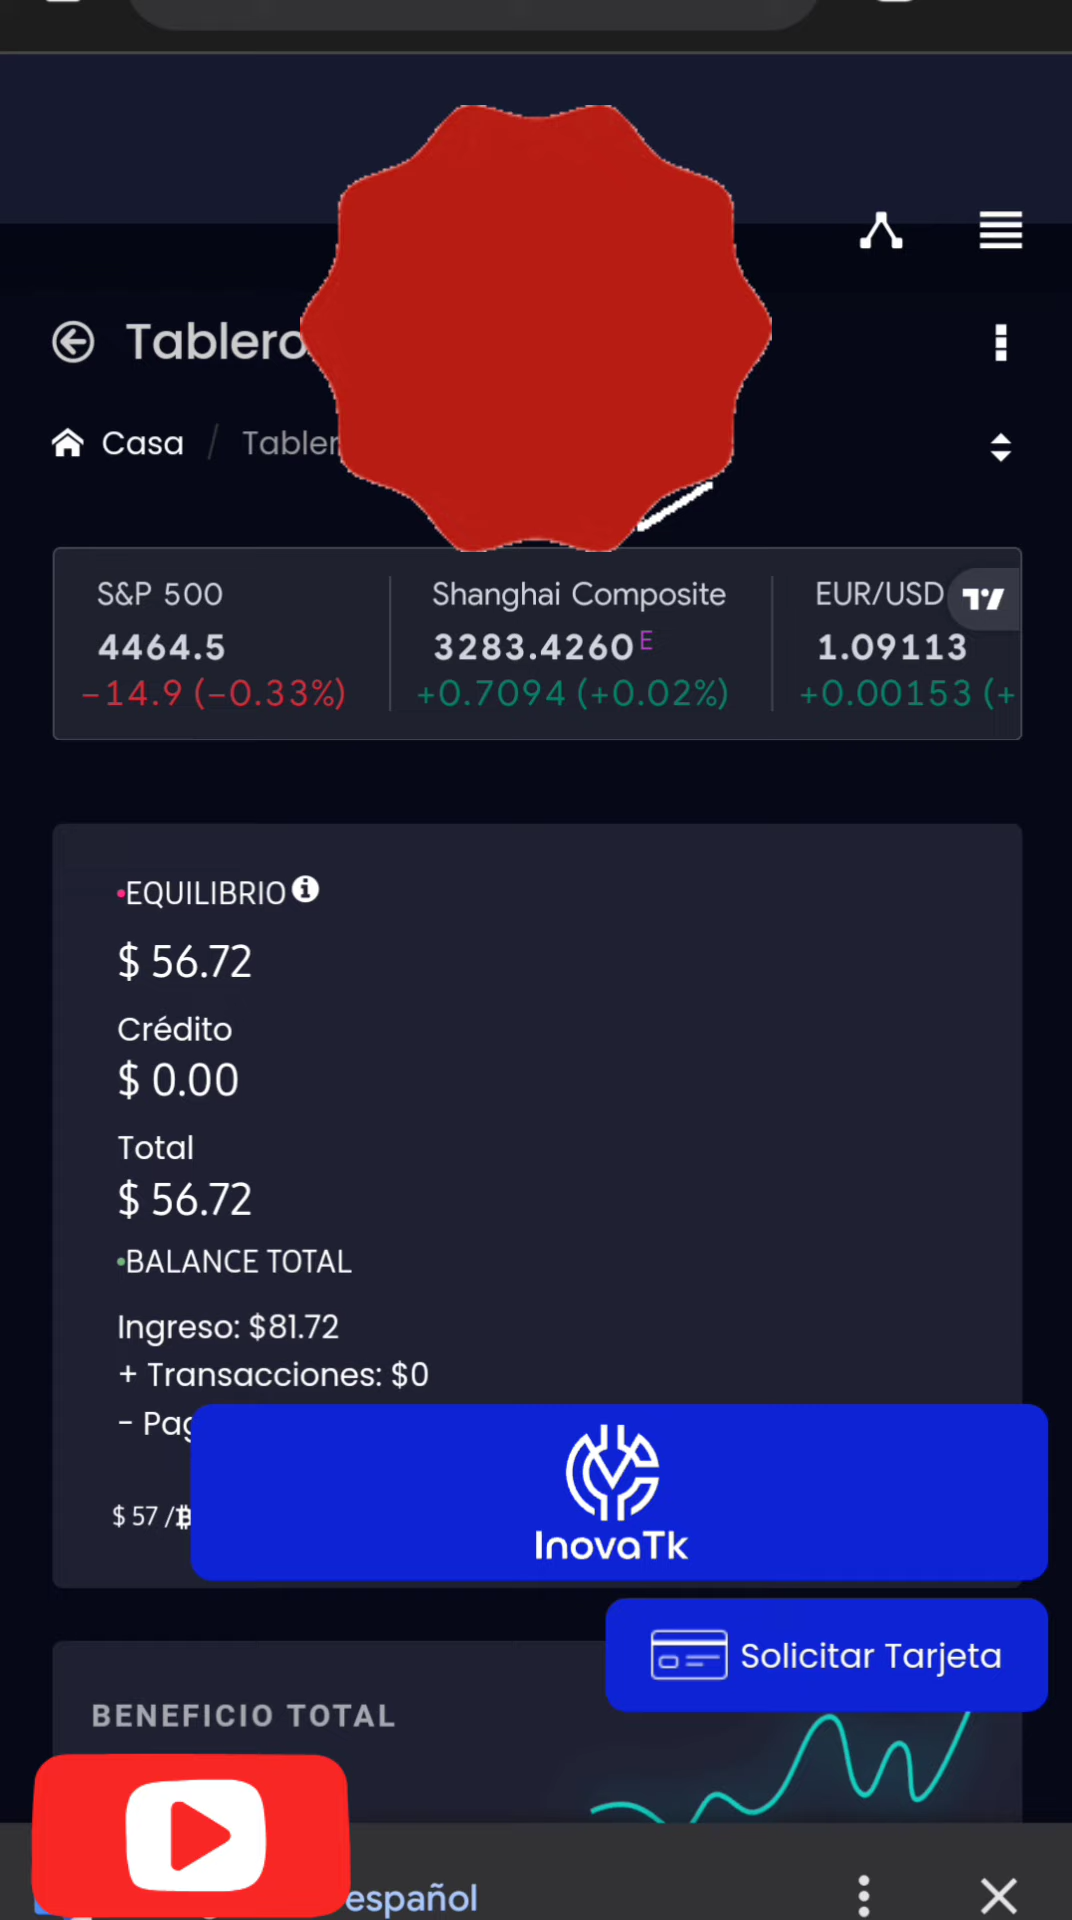 Tablero
Casa / Tabler
S&P 500
4464.5
−14.9 (−0.33%)
Shanghai Composite
3283.4260 E
+0.7094 (+0.02%)
EUR/USD
1.09113
+0.00153 (+
•EQUILIBRIO
$ 56.72
Crédito
$ 0.00
Total
$ 56.72
•BALANCE TOTAL
Ingreso: $81.72
+ Transacciones: $0
- Pag
$ 57 /₿
InovaTk
Solicitar Tarjeta
BENEFICIO TOTAL
español